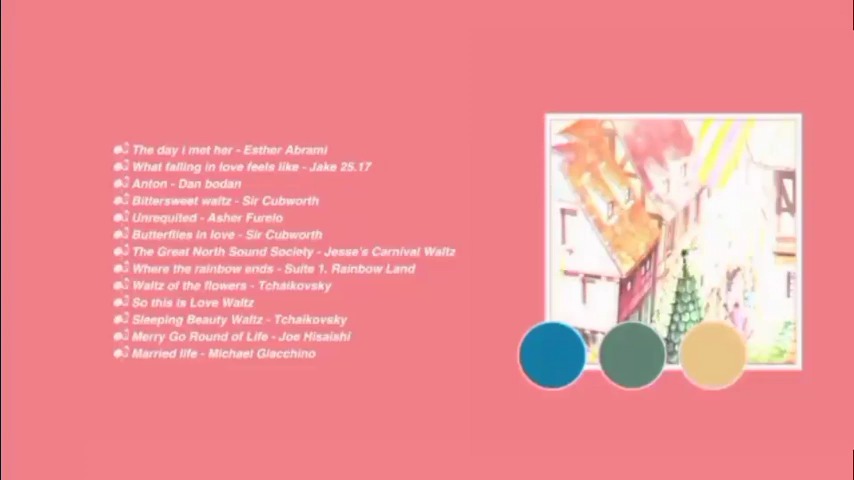 The day i met her - Esther Abrami
What falling in love feels like - Jake 25.17
Anton - Dan bodan
Bittersweet waltz - Sir Cubworth
Unrequited - Asher Furelo
Butterflies in love - Sir Cubworth
The Great North Sound Society - Jesse's Carnival Waltz
Where the rainbow ends - Suite 1. Rainbow Land
Waltz of the flowers - Tchaikovsky
So this is Love Waltz
Sleeping Beauty Waltz - Tchaikovsky
Merry Go Round of Life - Joe Hisaishi
Married life - Michael Giacchino